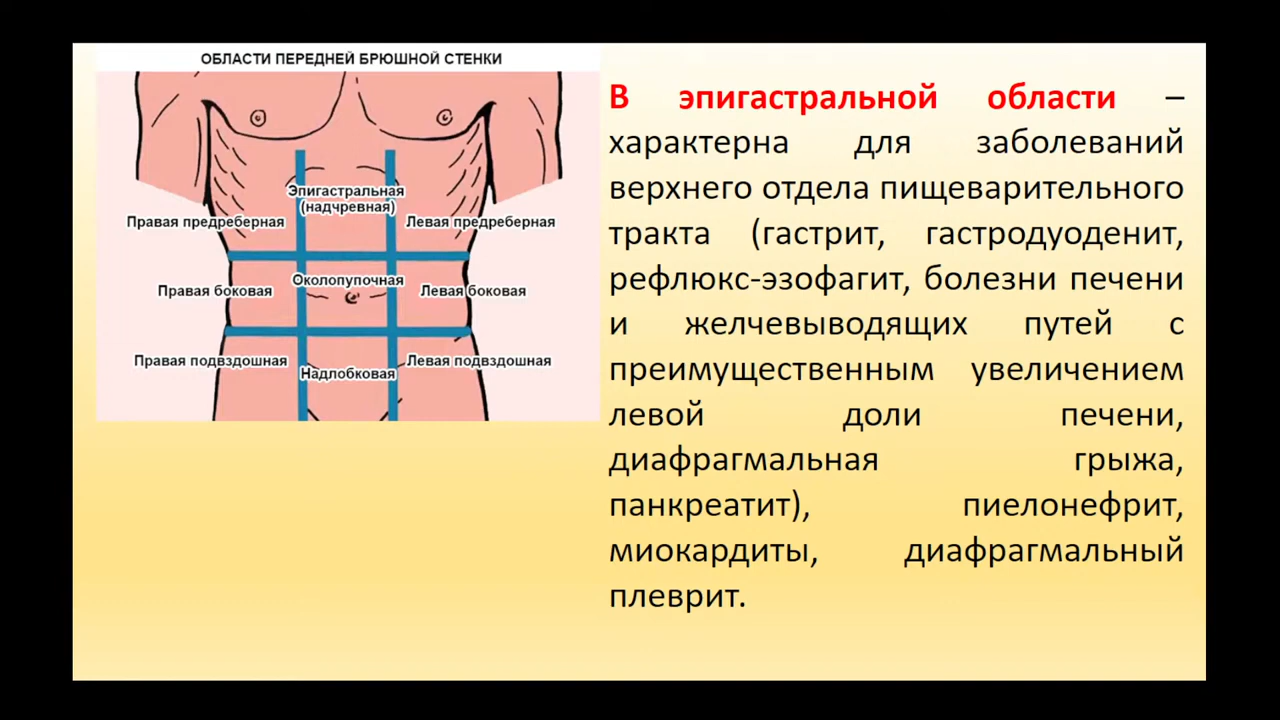 ОБЛАСТИ ПЕРЕДНЕЙ БРЮШНОЙ СТЕНКИ
Эпигастральная
(надчревная)
Правая предреберная
Левая предреберная
Околопупочная
Правая боковая
Левая боковая
Правая подвздошная
Левая подвздошная
Надлобковая
В эпигастральной области –
характерна для заболеваний
верхнего отдела пищеварительного
тракта (гастрит, гастродуоденит,
рефлюкс-эзофагит, болезни печени
и желчевыводящих путей с
преимущественным увеличением
левой доли печени,
диафрагмальная грыжа,
панкреатит), пиелонефрит,
миокардиты, диафрагмальный
плеврит.